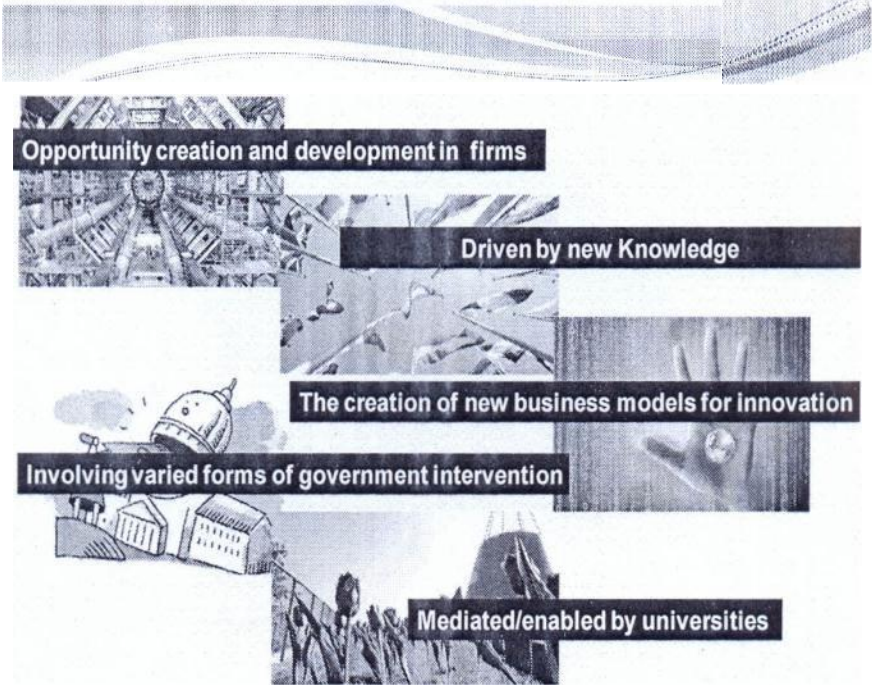 Opportunity creation and development in firms
Driven by new Knowledge
The creation of new business models for innovation
Involving varied forms of government intervention
Mediated/enabled by universities